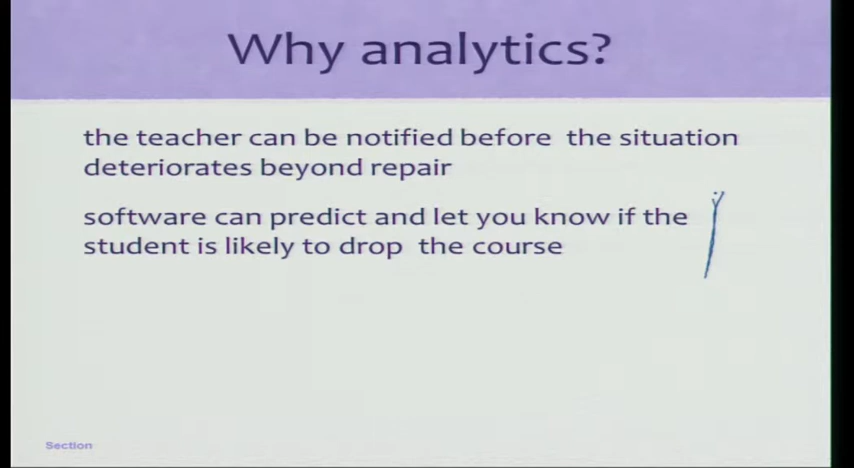 Why analytics?
the teacher can be notified before the situation
deteriorates beyond repair
software can predict and let you know if the
student is likely to drop the course
Section